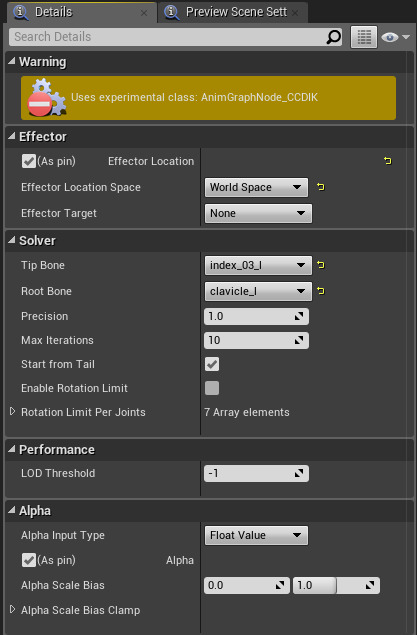 Details
Preview Scene Sett
Search Details
Warning
Uses experimental class: AnimGraphNode_CCDIK
Effector
(As pin) Effector Location
Effector Location Space World Space
Effector Target None
Solver
Tip Bone index_03_l
Root Bone clavicle_l
Precision 1.0
Max Iterations 10
Start from Tail
Enable Rotation Limit
Rotation Limit Per Joints 7 Array elements
Performance
LOD Threshold -1
Alpha
Alpha Input Type Float Value
(As pin) Alpha
Alpha Scale Bias 0.0 1.0
Alpha Scale Bias Clamp